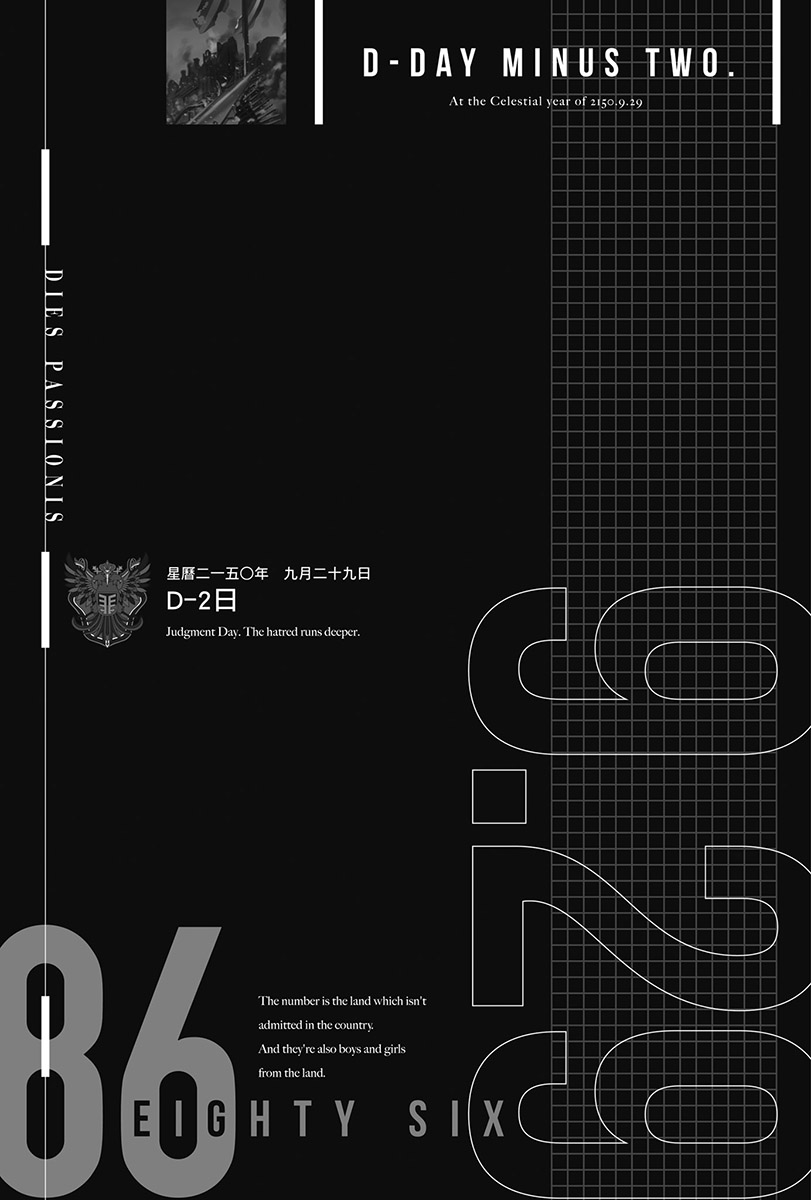 D-DAY MINUS TWO.
At the Celestial year of 2150.9.29
DIES PASSIONIS
星曆二一五〇年　九月二十九日
D−2日
Judgment Day. The hatred runs deeper.
9.29
86
The number is the land which isn't
admitted in the country.
And they're also boys and girls
from the land.
EIGHTY SIX